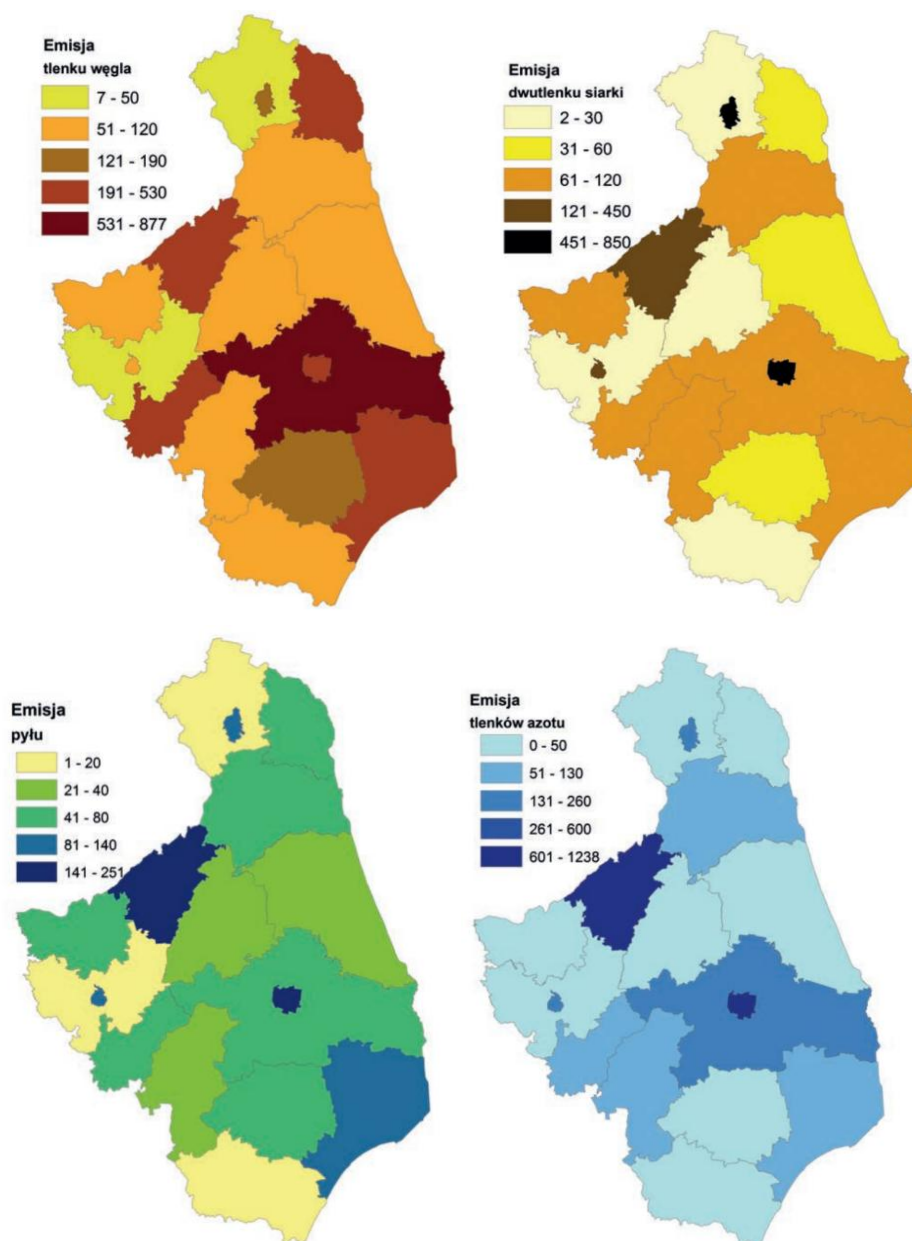 Emisja
tlenku węgla
7 - 50
51 - 120
121 - 190
191 - 530
531 - 877
Emisja
dwutlenku siarki
2 - 30
31 - 60
61 - 120
121 - 450
451 - 850
Emisja
pyłu
1 - 20
21 - 40
41 - 80
81 - 140
141 - 251
Emisja
tlenków azotu
0 - 50
51 - 130
131 - 260
261 - 600
601 - 1238